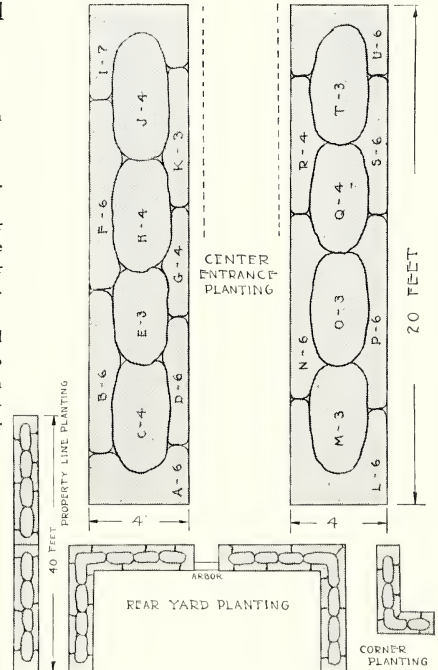 I-7
J-4
K-3
F-6
H-4
G-4
E-3
B-6
C-4
D-6
A-6
CENTER
ENTRANCE
PLANTING
U-6
T-3
R-4
S-6
Q-4
N-6
O-3
P-6
M-3
L-6
20 FEET
4'
4
PROPERTY LINE PLANTING
40 FEET
ARBOR
REAR YARD PLANTING
CORNER
PLANTING